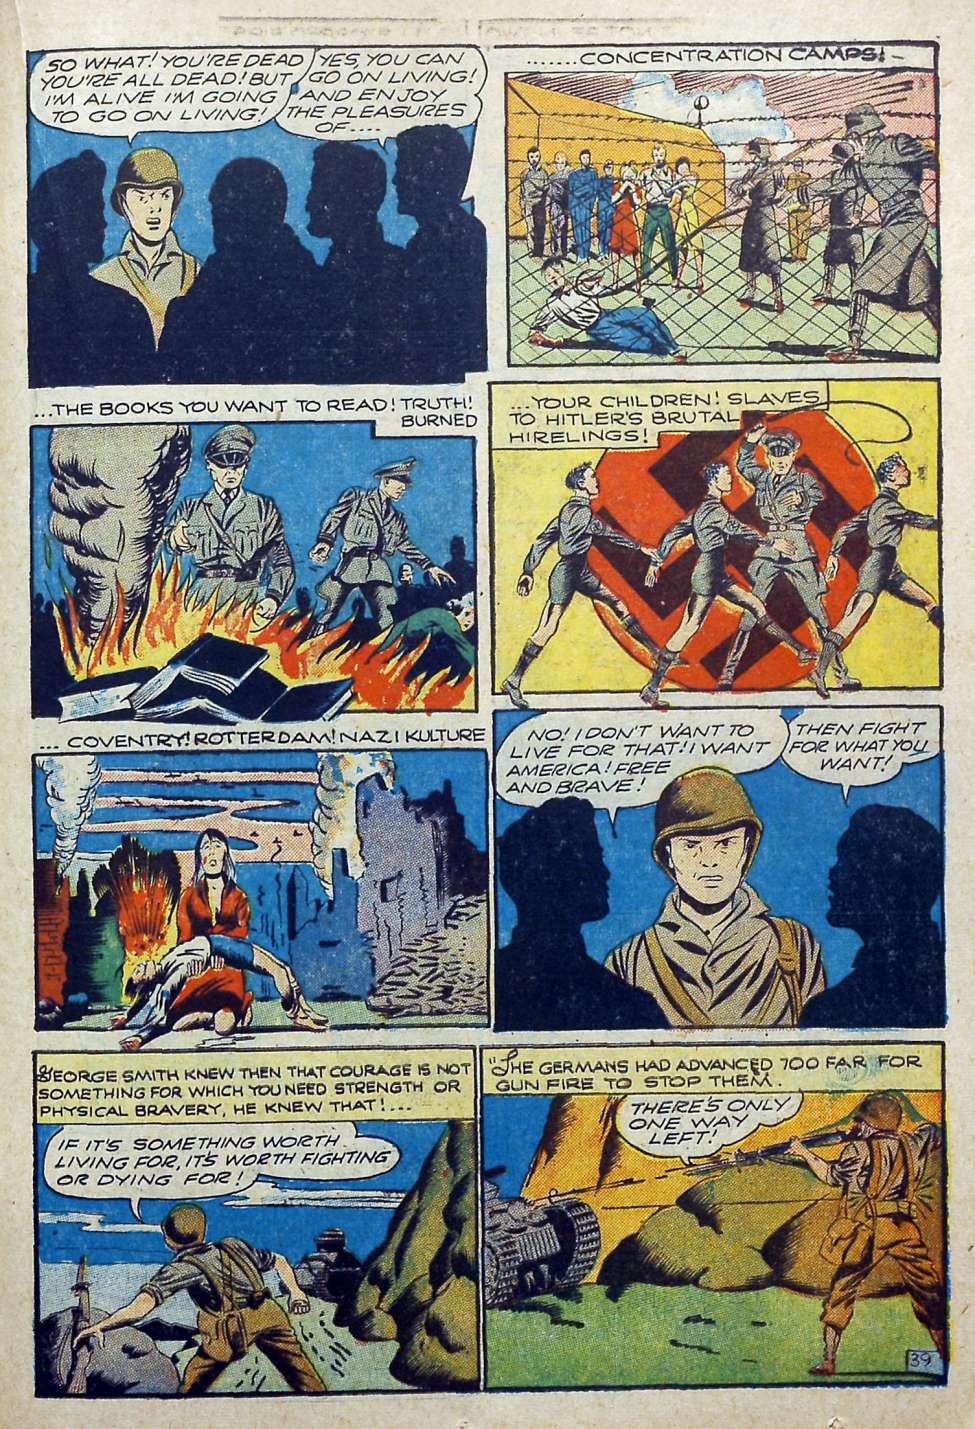 SO WHAT! YOU'RE DEAD
YOU'RE ALL DEAD! BUT
I'M ALIVE I'M GOING
TO GO ON LIVING!
YES, YOU CAN
GO ON LIVING!
AND ENJOY
THE PLEASURES
OF....
.......CONCENTRATION CAMPS!-
...THE BOOKS YOU WANT TO READ! TRUTH!
BURNED
...YOUR CHILDREN! SLAVES
TO HITLER'S BRUTAL
HIRELINGS!
... COVENTRY! ROTTERDAM! NAZI KULTURE
NO! I DON'T WANT TO
LIVE FOR THAT! I WANT
AMERICA! FREE
AND BRAVE!
THEN FIGHT
FOR WHAT YOU
WANT!
GEORGE SMITH KNEW THEN THAT COURAGE IS NOT
SOMETHING FOR WHICH YOU NEED STRENGTH OR
PHYSICAL BRAVERY, HE KNEW THAT!...
IF IT'S SOMETHING WORTH
LIVING FOR, IT'S WORTH FIGHTING
OR DYING FOR!
"THE GERMANS HAD ADVANCED TOO FAR FOR
GUN FIRE TO STOP THEM.
THERE'S ONLY
ONE WAY
LEFT!
39